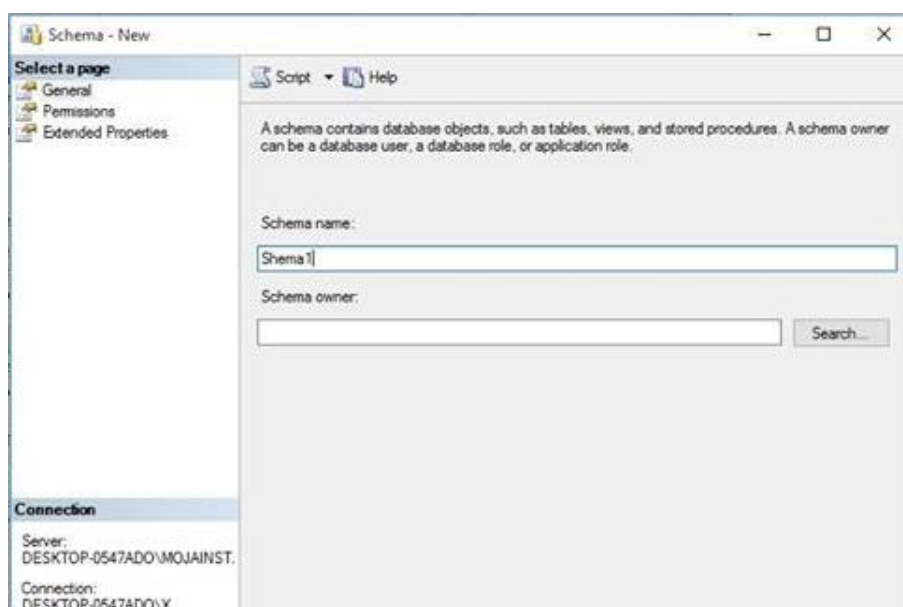 Schema - New
Select a page
General
Permissions
Extended Properties
Script
Help
A schema contains database objects, such as tables, views, and stored procedures. A schema owner
can be a database user, a database role, or application role.
Schema name:
Shema1
Schema owner:
Search...
Connection
Server:
DESKTOP-0547ADO\MOJAINST.
Connection:
DESKTOP-0547ADO\X